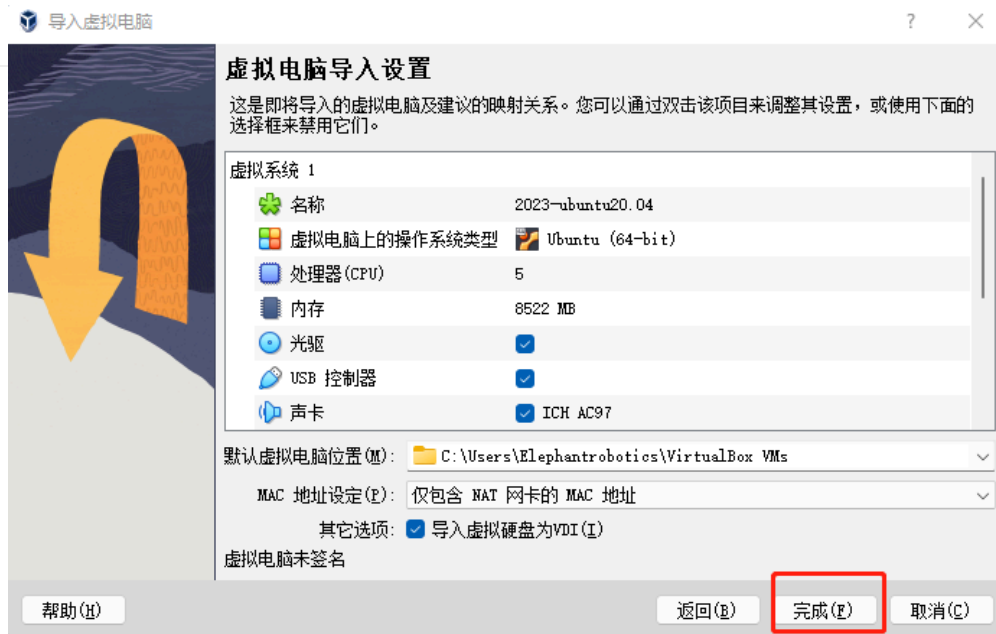 导入虚拟电脑
虚拟电脑导入设置
这是即将导入的虚拟电脑及建议的映射关系。您可以通过双击该项目来调整其设置，或使用下面的
选择框来禁用它们。
虚拟系统 1
名称 2023-ubuntu20.04
虚拟电脑上的操作系统类型 Ubuntu (64-bit)
处理器(CPU) 5
内存 8522 MB
光驱
USB 控制器
声卡 ICH AC97
默认虚拟电脑位置(M): C:\Users\Elephantrobotics\VirtualBox VMs
MAC 地址设定(P): 仅包含 NAT 网卡的 MAC 地址
其它选项: 导入虚拟硬盘为VDI(I)
虚拟电脑未签名
帮助(H) 返回(B) 完成(F) 取消(C)